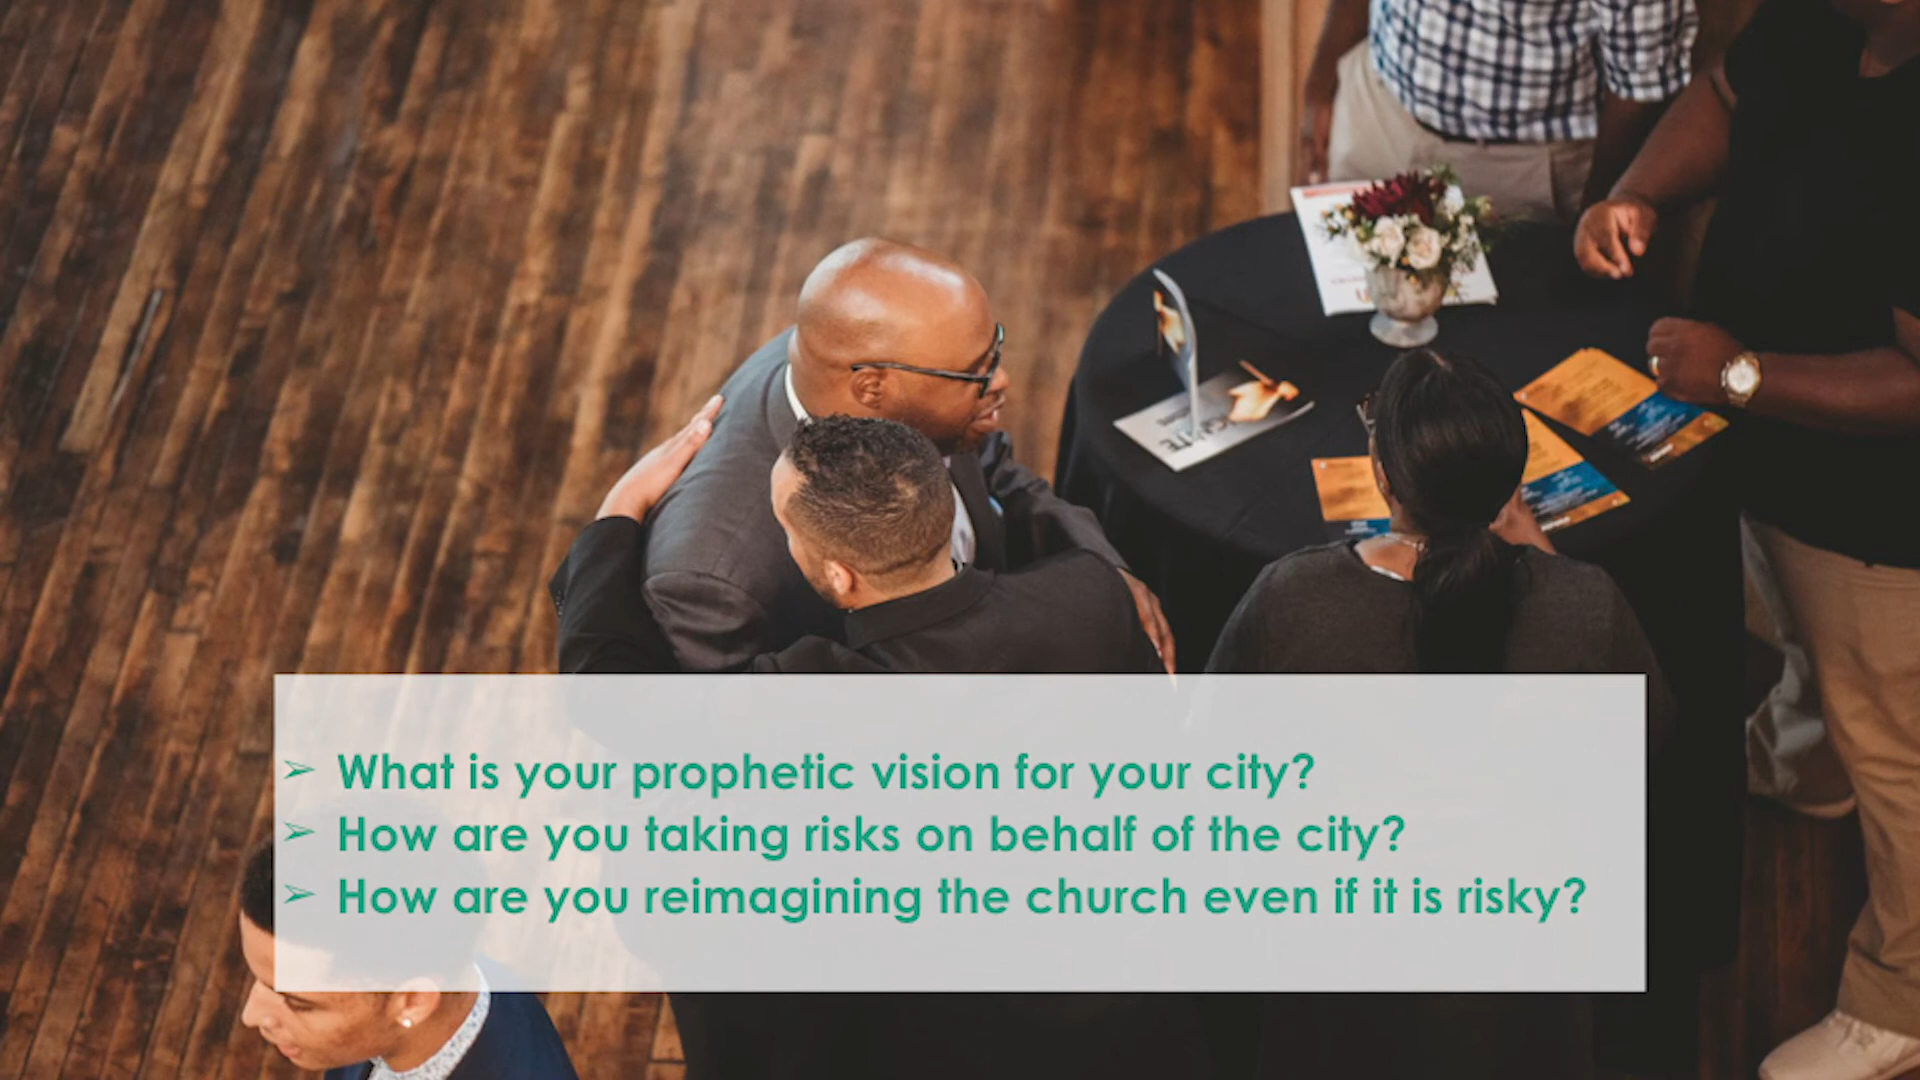 ➢ What is your prophetic vision for your city?
➢ How are you taking risks on behalf of the city?
➢ How are you reimagining the church even if it is risky?